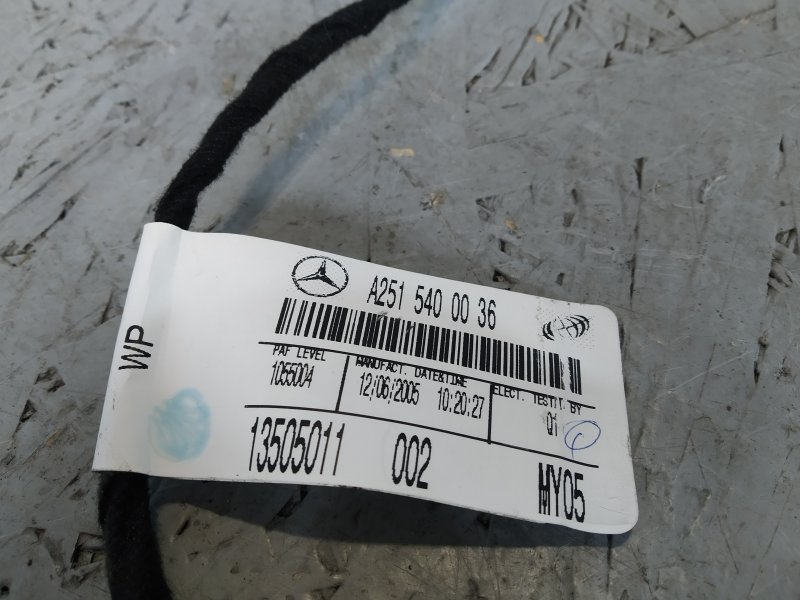 A251 540 00 36
PAF LEVEL
1055004
MANUFACT. DATE&TIME
12/06/2005 10:20:27
ELECT. TEST BY
01
13505011 002 MY05
WP